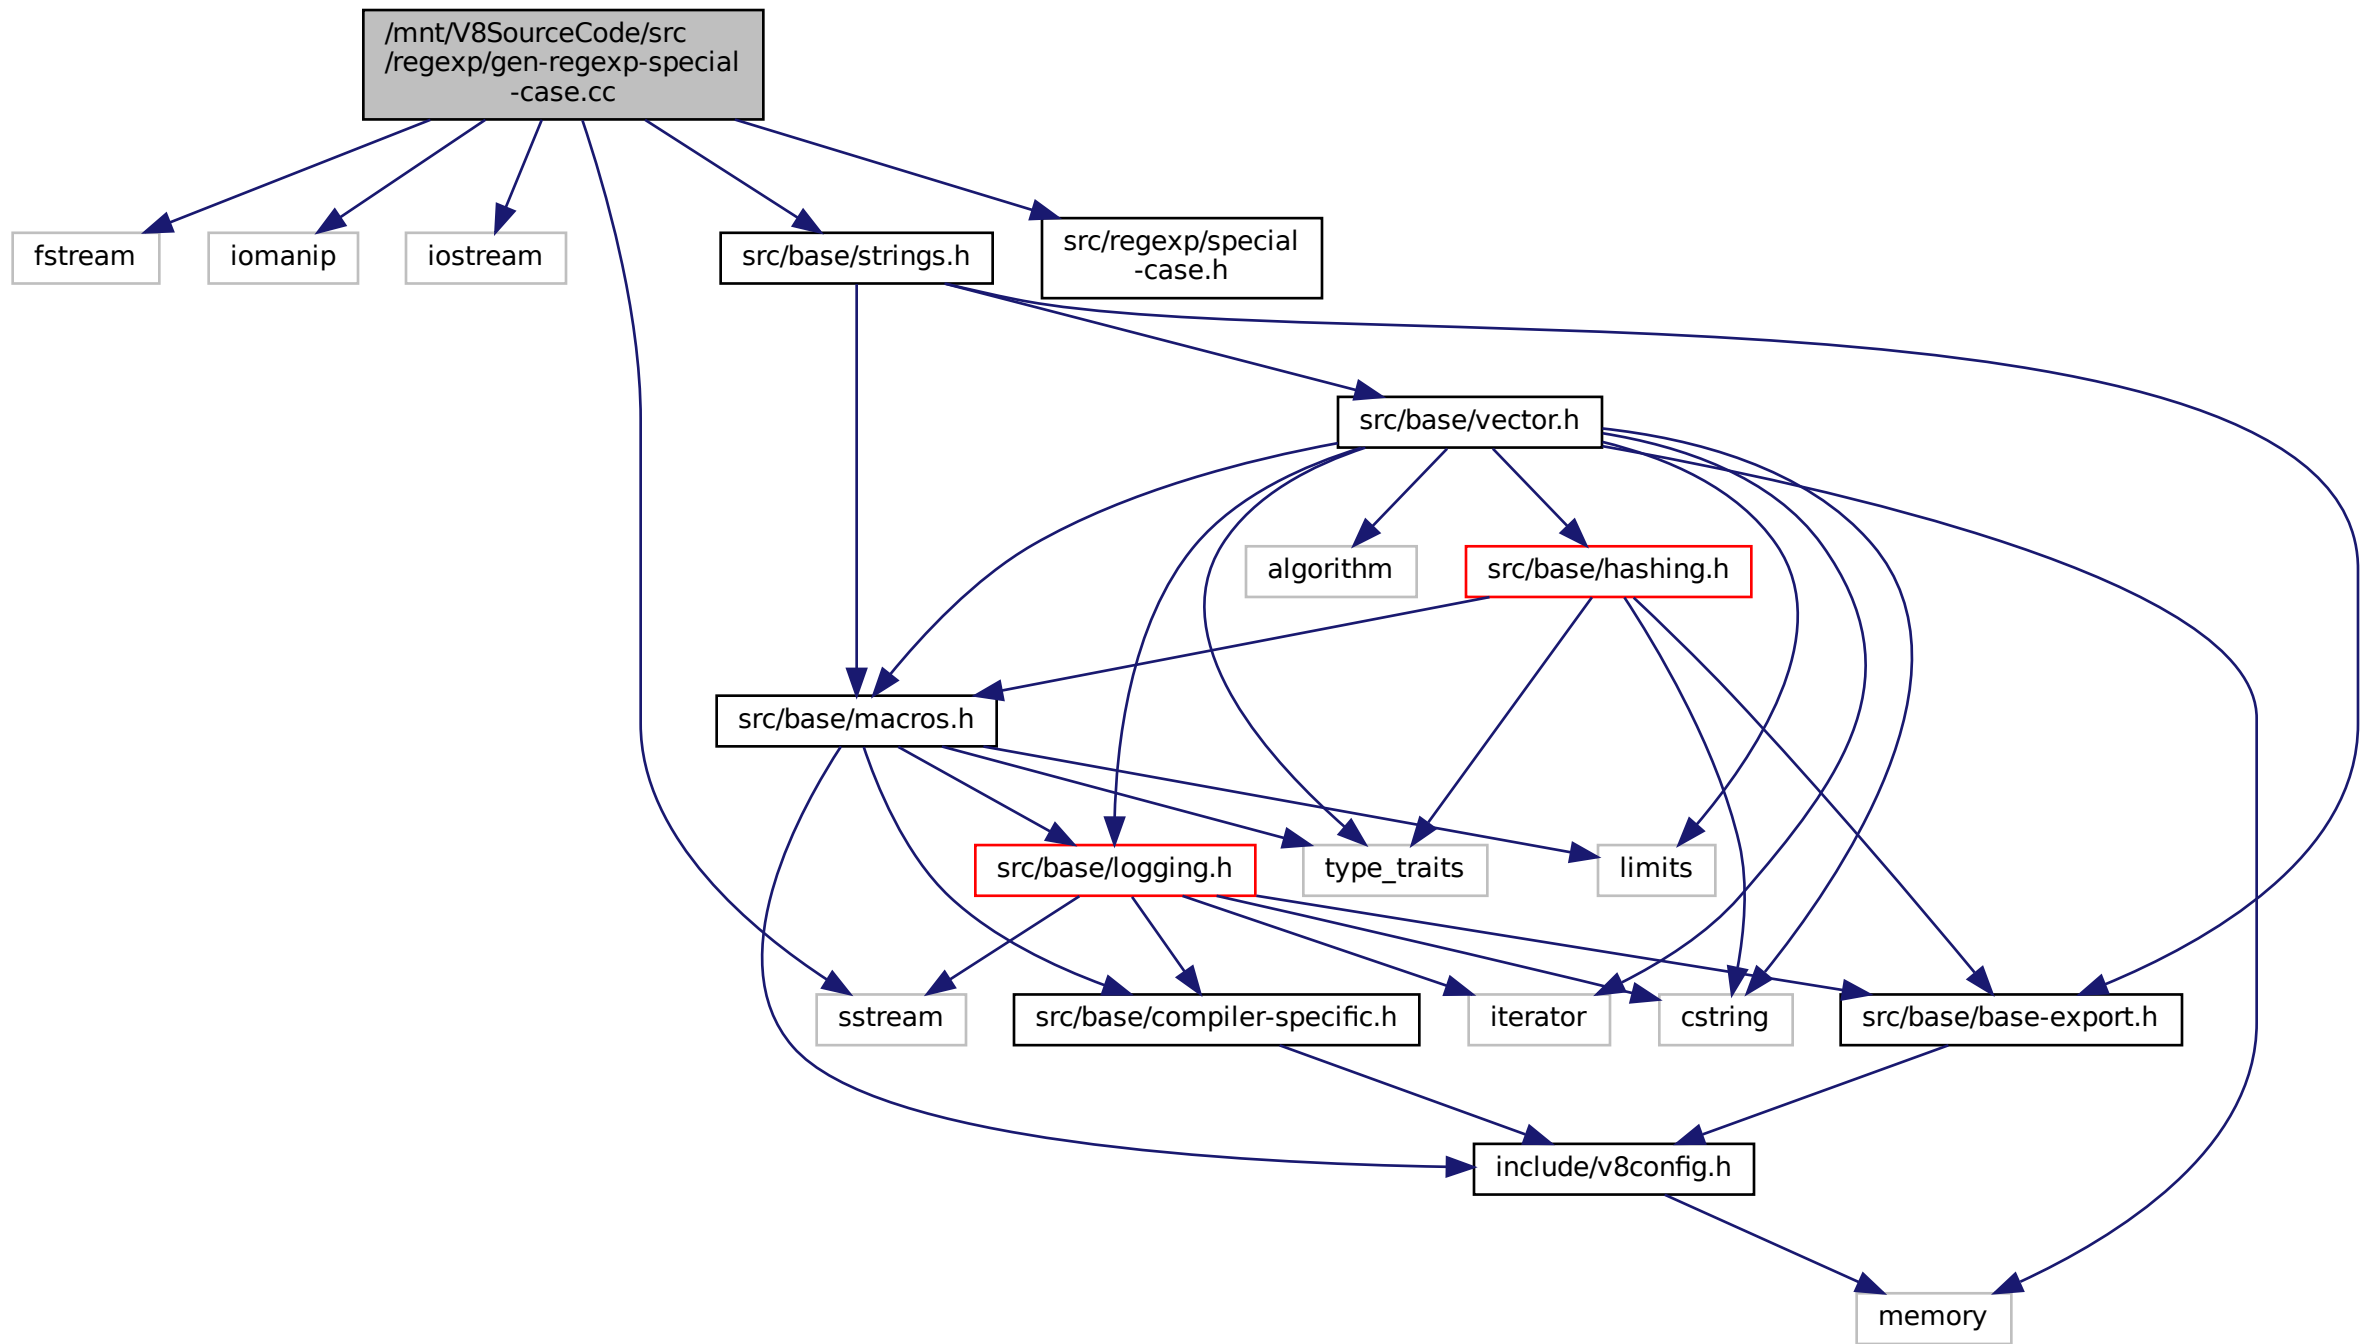 /mnt/V8SourceCode/src
/regexp/gen-regexp-special
-case.cc
fstream
iomanip
iostream
src/base/strings.h
src/regexp/special
-case.h
src/base/vector.h
algorithm
src/base/hashing.h
src/base/macros.h
src/base/logging.h
type_traits
limits
sstream
src/base/compiler-specific.h
iterator
cstring
src/base/base-export.h
include/v8config.h
memory